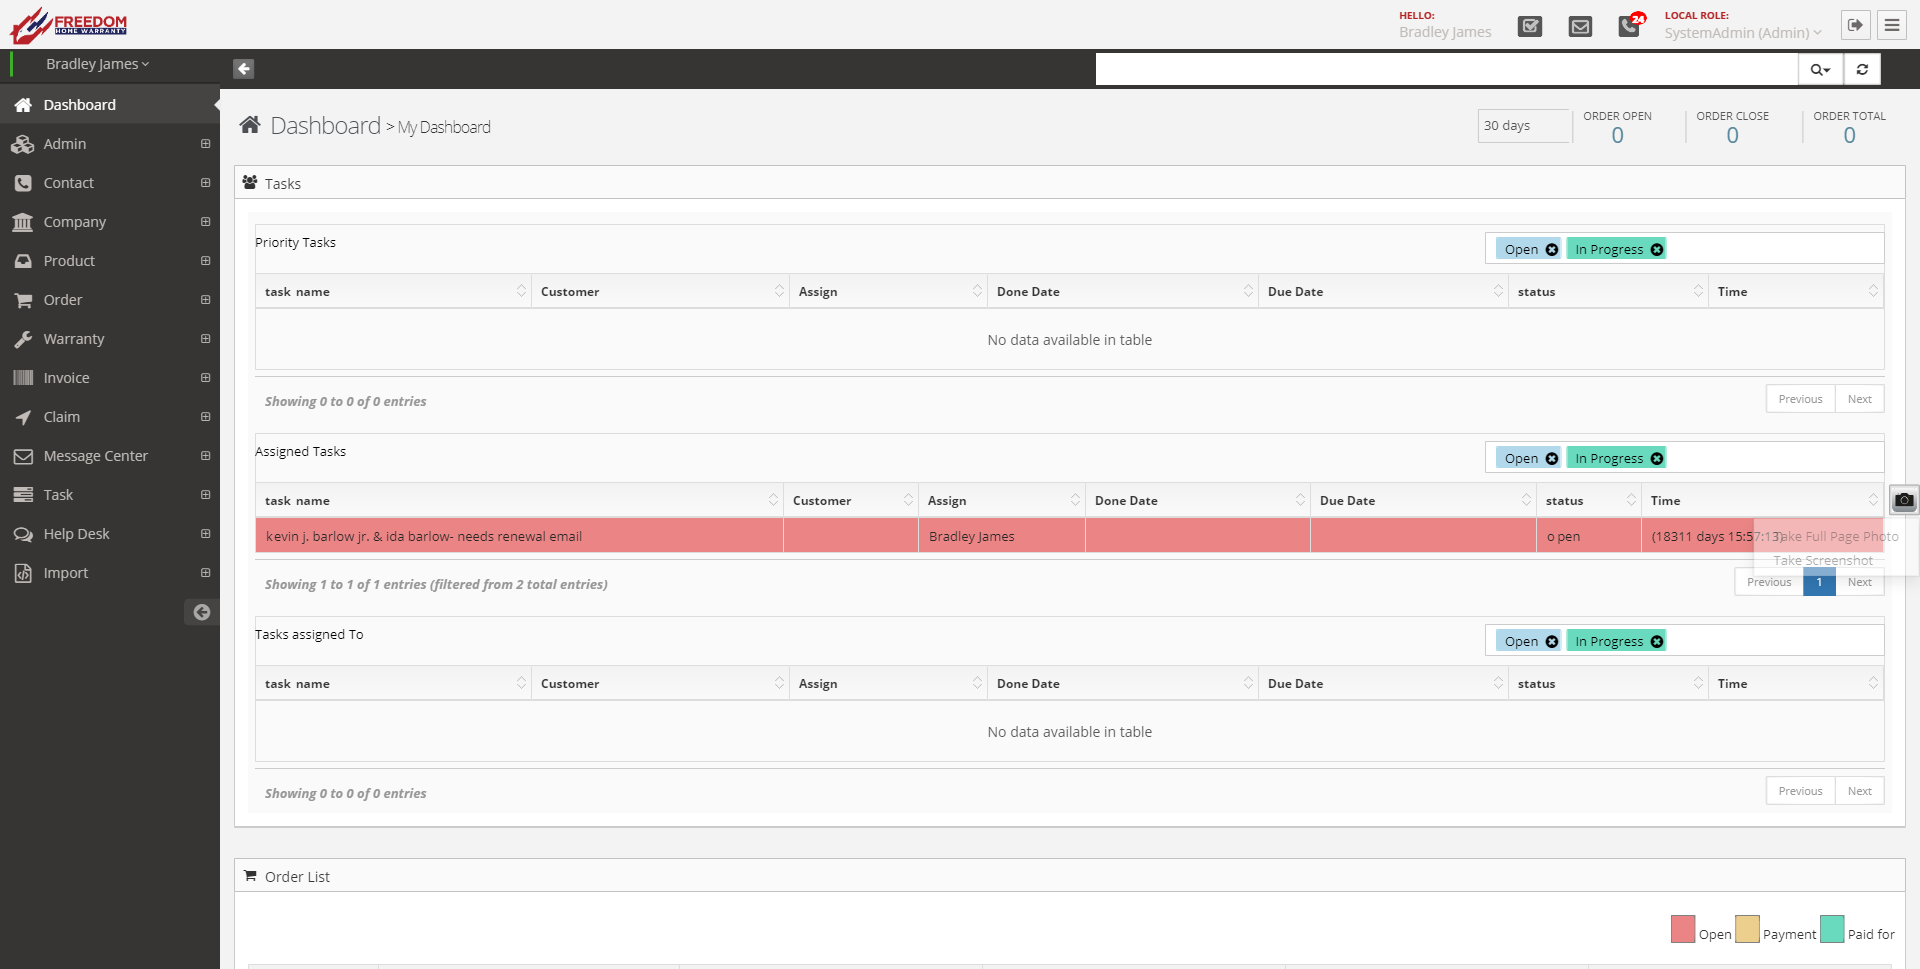 FREEDOM
HOME WARRANTY
HELLO:
Bradley James
24
LOCAL ROLE:
SystemAdmin (Admin)
Bradley James
Dashboard
Admin
Contact
Company
Product
Order
Warranty
Invoice
Claim
Message Center
Task
Help Desk
Import
Dashboard > My Dashboard
30 days
ORDER OPEN
0
ORDER CLOSE
0
ORDER TOTAL
0
Tasks
Priority Tasks
Open In Progress
task name Customer Assign Done Date Due Date status Time
No data available in table
Showing 0 to 0 of 0 entries
Previous Next
Assigned Tasks
Open In Progress
task name Customer Assign Done Date Due Date status Time
kevin j. barlow jr. & ida barlow- needs renewal email Bradley James open (18311 days 15:57:13)
Take Full Page Photo
Take Screenshot
Showing 1 to 1 of 1 entries (filtered from 2 total entries)
Previous 1 Next
Tasks assigned To
Open In Progress
task name Customer Assign Done Date Due Date status Time
No data available in table
Showing 0 to 0 of 0 entries
Previous Next
Order List
Open Payment Paid for